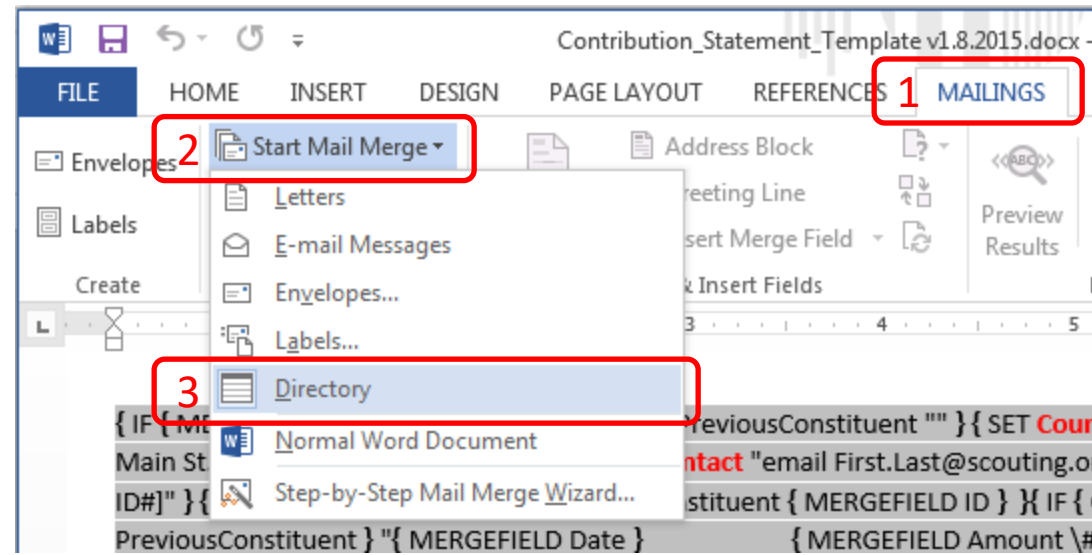 Contribution_Statement_Template v1.8.2015.docx -
FILE HOME INSERT DESIGN PAGE LAYOUT REFERENCES 1 MAILINGS
2 Start Mail Merge
Envelopes
Labels
Create
Letters
E-mail Messages
Envelopes...
Labels...
3 Directory
Normal Word Document
Step-by-Step Mail Merge Wizard...
Address Block
reeting Line
sert Merge Field
& Insert Fields
«ABC»
Preview
Results
L 3 4 5
{ IF { ME reviousConstituent "" } { SET Cour
Main St. ntact "email First.Last@scouting.o
ID#]" } { stituent { MERGEFIELD ID } }{ IF {
PreviousConstituent } "{ MERGEFIELD Date } { MERGEFIELD Amount \#